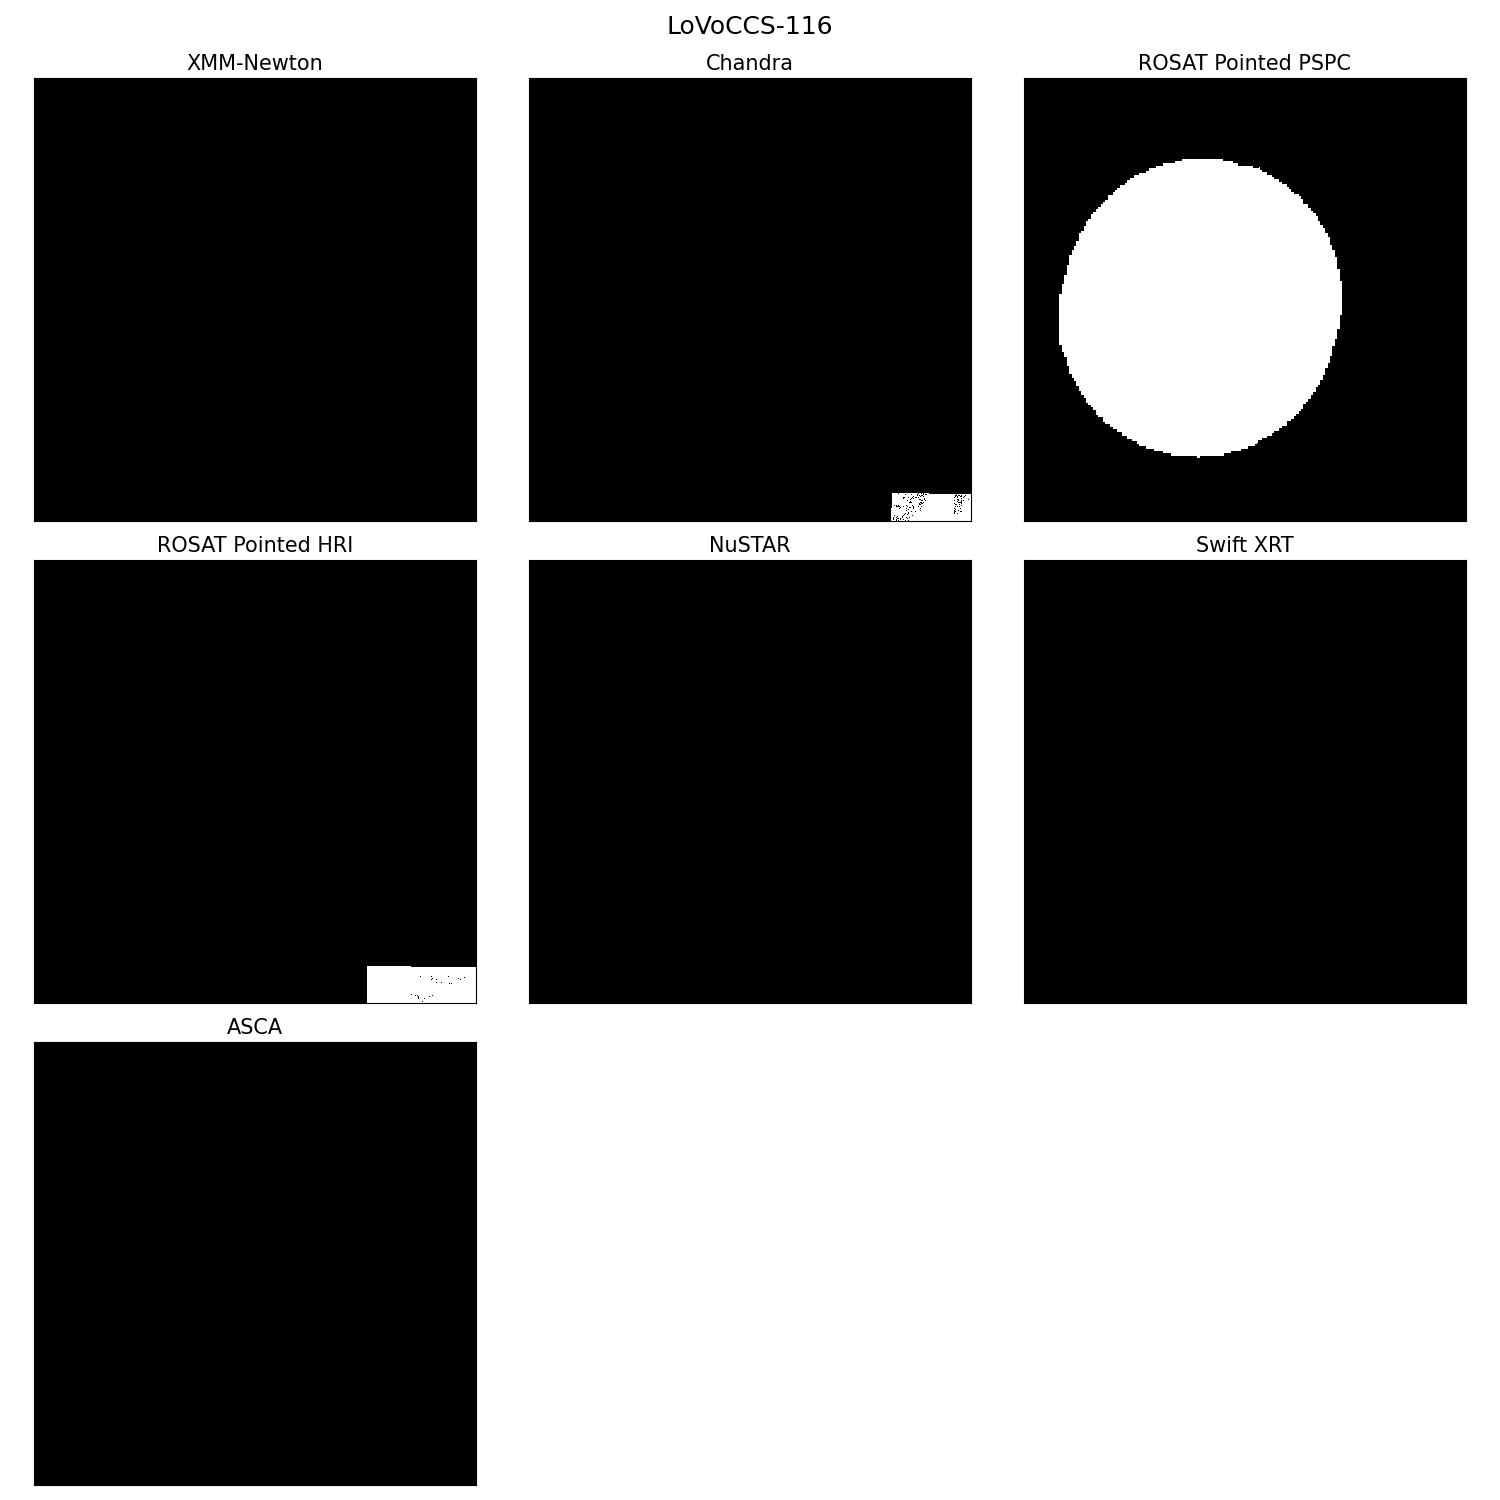 LoVoCCS-116
XMM-Newton
Chandra
ROSAT Pointed PSPC
ROSAT Pointed HRI
NuSTAR
Swift XRT
ASCA